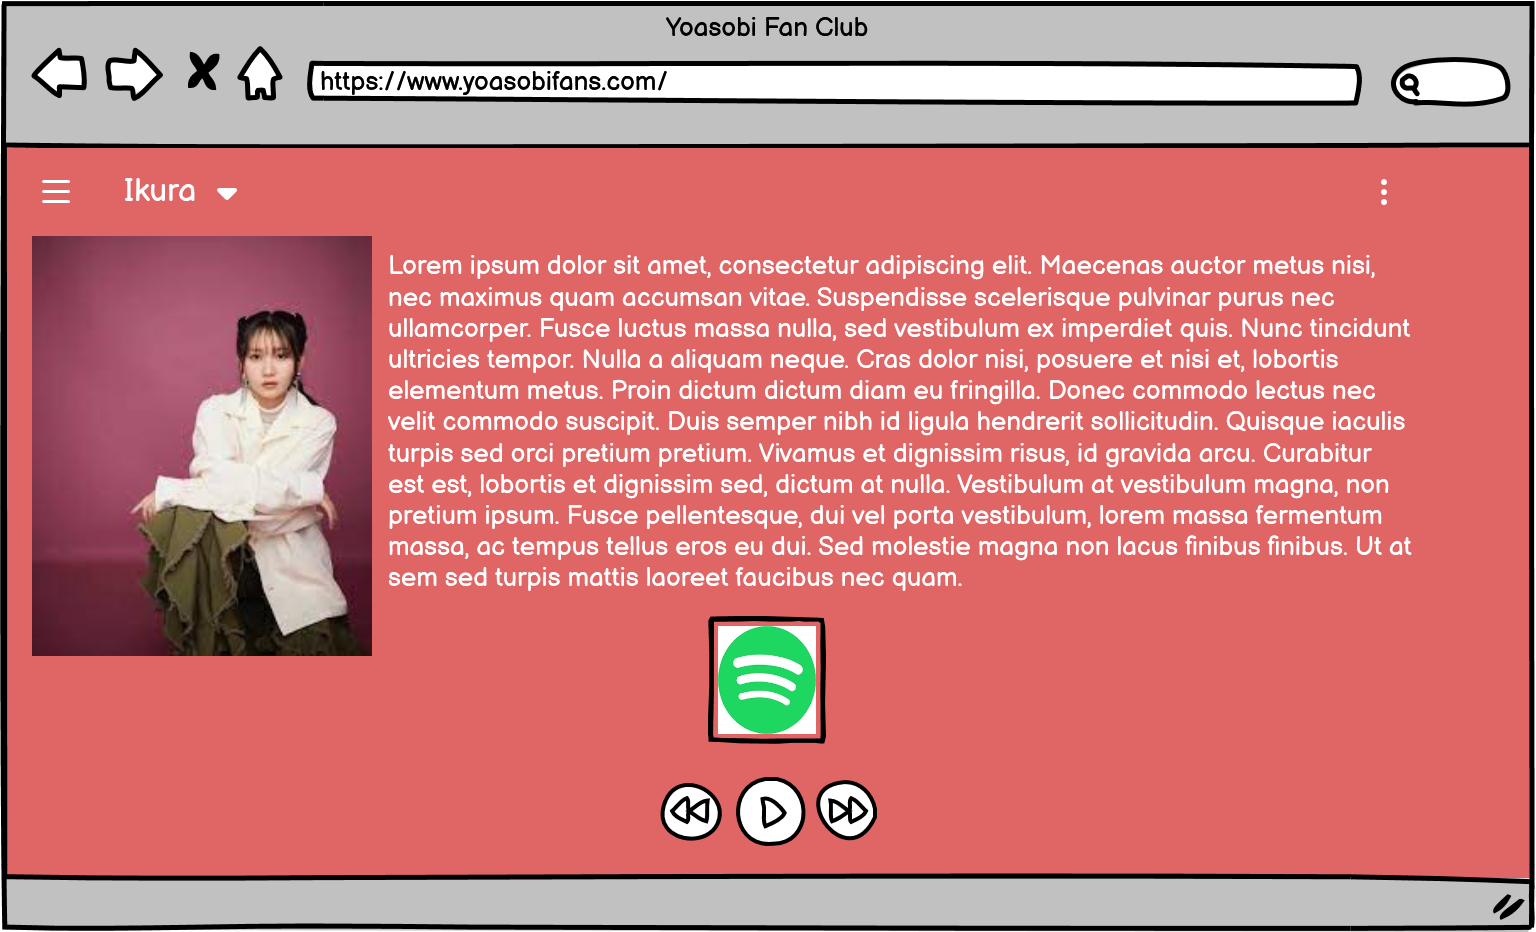 Yoasobi Fan Club
https://www.yoasobifans.com/
Ikura
Lorem ipsum dolor sit amet, consectetur adipiscing elit. Maecenas auctor metus nisi,
nec maximus quam accumsan vitae. Suspendisse scelerisque pulvinar purus nec
ullamcorper. Fusce luctus massa nulla, sed vestibulum ex imperdiet quis. Nunc tincidunt
ultricies tempor. Nulla a aliquam neque. Cras dolor nisi, posuere et nisi et, lobortis
elementum metus. Proin dictum dictum diam eu fringilla. Donec commodo lectus nec
velit commodo suscipit. Duis semper nibh id ligula hendrerit sollicitudin. Quisque iaculis
turpis sed orci pretium pretium. Vivamus et dignissim risus, id gravida arcu. Curabitur
est est, lobortis et dignissim sed, dictum at nulla. Vestibulum at vestibulum magna, non
pretium ipsum. Fusce pellentesque, dui vel porta vestibulum, lorem massa fermentum
massa, ac tempus tellus eros eu dui. Sed molestie magna non lacus finibus finibus. Ut at
sem sed turpis mattis laoreet faucibus nec quam.